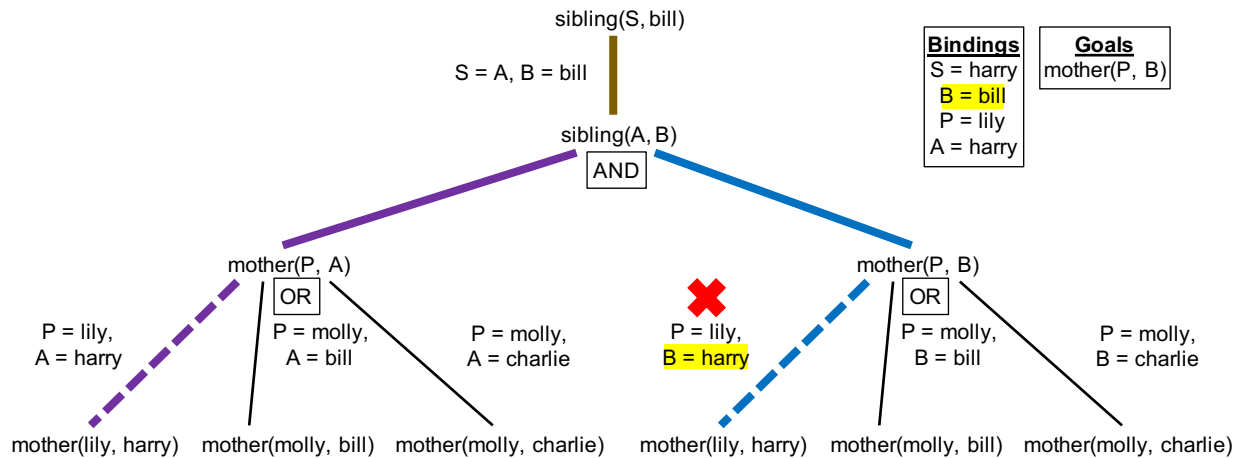 sibling(S, bill)
S = A, B = bill
Bindings
S = harry
B = bill
P = lily
A = harry
Goals
mother(P, B)
sibling(A, B)
AND
mother(P, A)
OR
mother(P, B)
OR
P = lily,
A = harry
P = molly,
A = bill
P = molly,
A = charlie
P = lily,
B = harry
P = molly,
B = bill
P = molly,
B = charlie
mother(lily, harry)
mother(molly, bill)
mother(molly, charlie)
mother(lily, harry)
mother(molly, bill)
mother(molly, charlie)